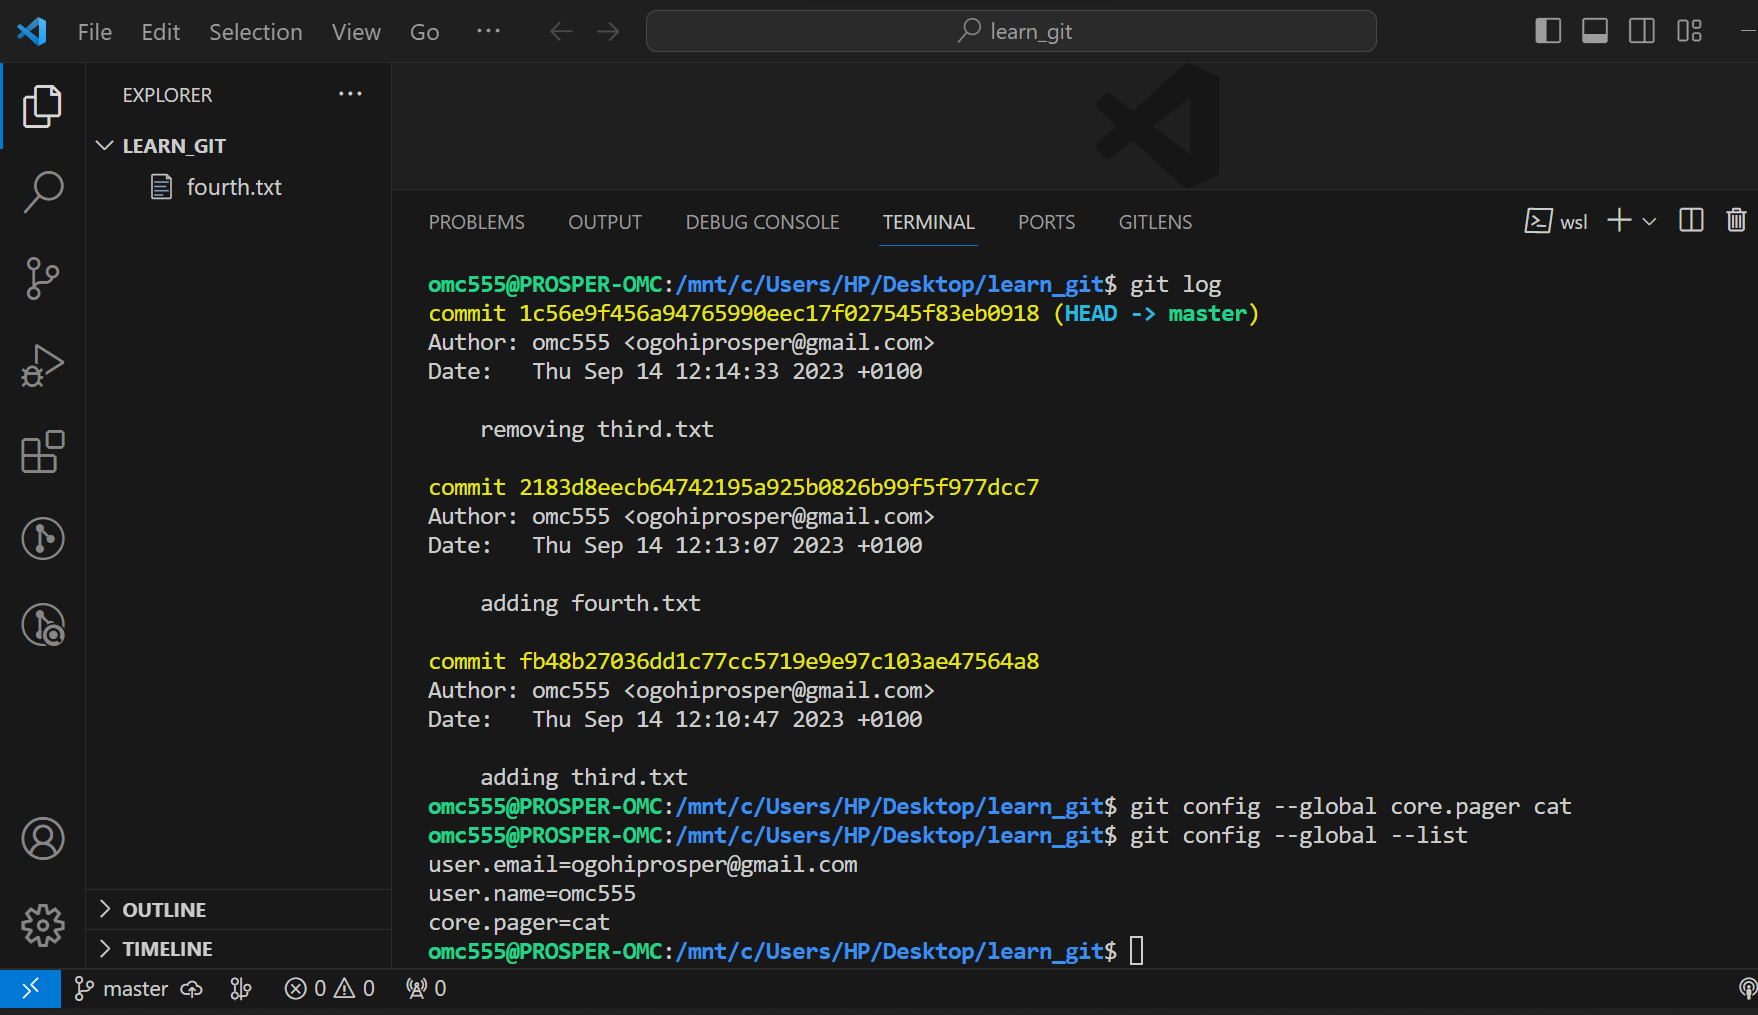 File Edit Selection View Go ···
learn_git
EXPLORER ···
LEARN_GIT
fourth.txt
PROBLEMS OUTPUT DEBUG CONSOLE TERMINAL PORTS GITLENS
wsl
omc555@PROSPER-OMC:/mnt/c/Users/HP/Desktop/learn_git$ git log
commit 1c56e9f456a94765990eec17f027545f83eb0918 (HEAD -> master)
Author: omc555 <ogohiprosper@gmail.com>
Date:   Thu Sep 14 12:14:33 2023 +0100
    removing third.txt
commit 2183d8eecb64742195a925b0826b99f5f977dcc7
Author: omc555 <ogohiprosper@gmail.com>
Date:   Thu Sep 14 12:13:07 2023 +0100
    adding fourth.txt
commit fb48b27036dd1c77cc5719e9e97c103ae47564a8
Author: omc555 <ogohiprosper@gmail.com>
Date:   Thu Sep 14 12:10:47 2023 +0100
    adding third.txt
omc555@PROSPER-OMC:/mnt/c/Users/HP/Desktop/learn_git$ git config --global core.pager cat
omc555@PROSPER-OMC:/mnt/c/Users/HP/Desktop/learn_git$ git config --global --list
user.email=ogohiprosper@gmail.com
user.name=omc555
core.pager=cat
omc555@PROSPER-OMC:/mnt/c/Users/HP/Desktop/learn_git$
OUTLINE
TIMELINE
master 0 0 0